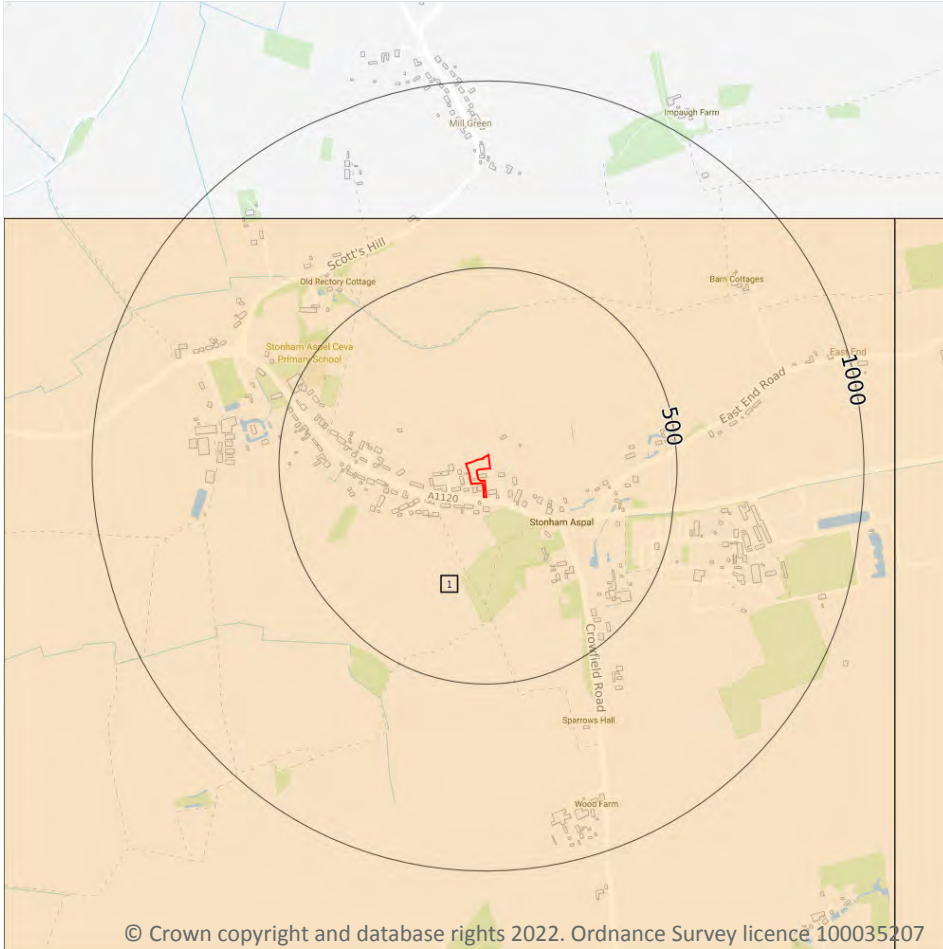 Mill Green
Impaugh Farm
Scott's Hill
Old Rectory Cottage
Barn Cottages
Stonham Aspel Ceva
Primary School
East End
1000
East End Road
500
A1120
Stonham Aspal
1
Crowfield Road
Sparrows Hall
Wood Farm
© Crown copyright and database rights 2022. Ordnance Survey licence 100035207